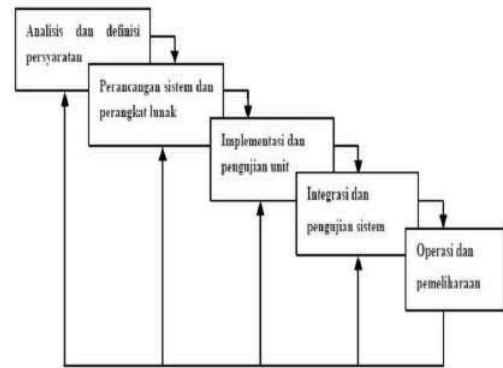 Analisis dan definisi
persyaratan
Perancangan sistem dan
perangkat lunak
Implementasi dan
pengujian unit
Integrasi dan
pengujian sistem
Operasi dan
pemeliharaan